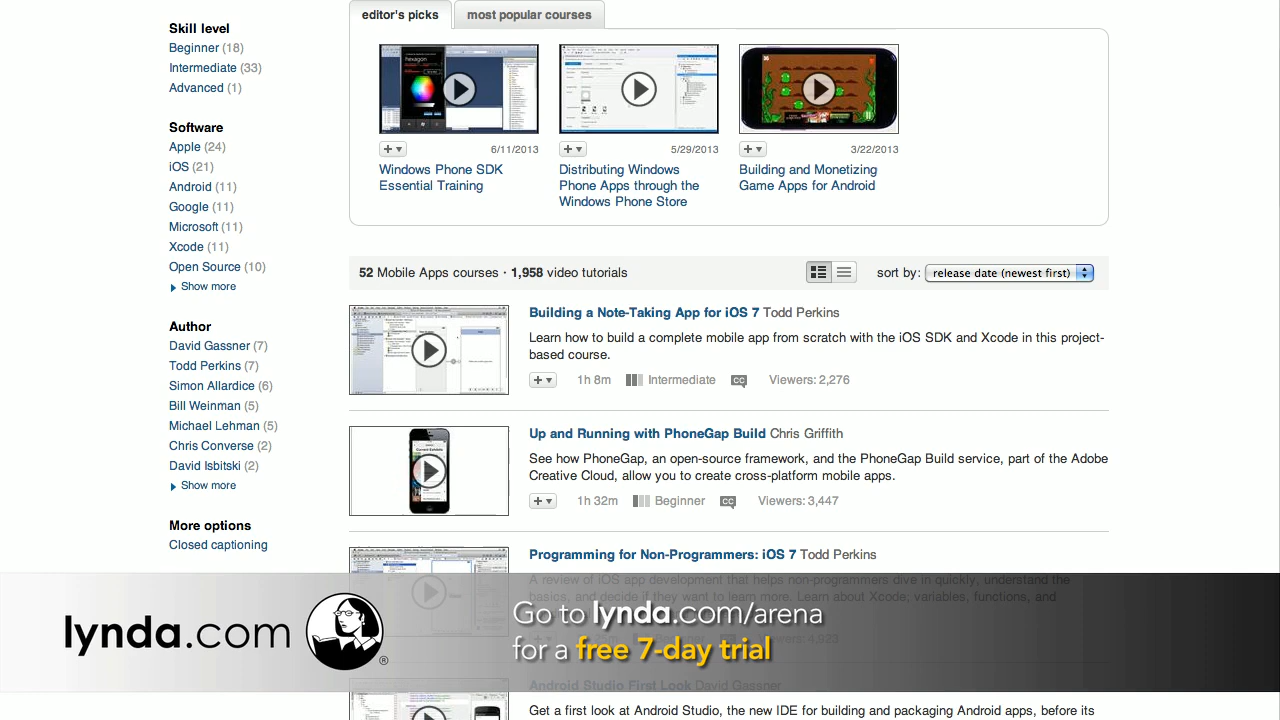 Skill level
Beginner (18)
Intermediate (33)
Advanced (1)
Software
Apple (24)
iOS (21)
Android (11)
Google (11)
Microsoft (11)
Xcode (11)
Open Source (10)
Show more
Author
David Gassner (7)
Todd Perkins (7)
Simon Allardice (6)
Bill Weinman (5)
Michael Lehman (5)
Chris Converse (2)
David Isbitski (2)
Show more
More options
Closed captioning
editor's picks
most popular courses
hexagon
6/11/2013
Windows Phone SDK
Essential Training
5/29/2013
Distributing Windows
Phone Apps through the
Windows Phone Store
3/22/2013
Building and Monetizing
Game Apps for Android
52 Mobile Apps courses · 1,958 video tutorials
sort by: release date (newest first)
Building a Note-Taking App for iOS 7 Todd Perkins
Learn how to build a complete mobile app from scratch with the iOS SDK and Xcode in this project-
based course.
1h 8m Intermediate CC Viewers: 2,276
Up and Running with PhoneGap Build Chris Griffith
See how PhoneGap, an open-source framework, and the PhoneGap Build service, part of the Adobe
Creative Cloud, allow you to create cross-platform mobile apps.
1h 32m Beginner CC Viewers: 3,447
Programming for Non-Programmers: iOS 7 Todd Perkins
A review of iOS app development that helps non-programmers dive in quickly, understand the
basics, and decide if they want to learn more. Learn about Xcode; variables, functions, and
lynda.com ®
Go to lynda.com/arena
for a free 7-day trial
Android Studio First Look David Gassner
Get a first look at Android Studio, the new IDE for building and packaging Android apps, before its